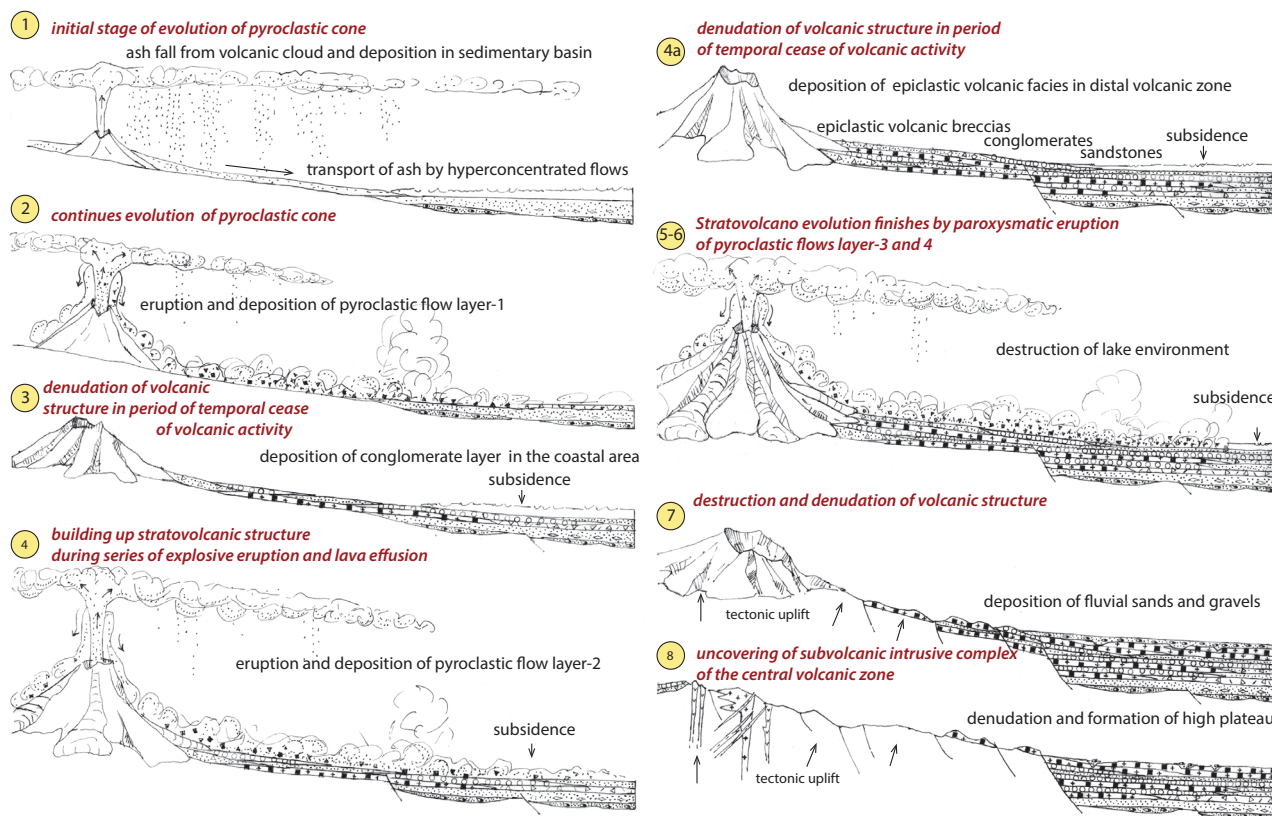 1
initial stage of evolution of pyroclastic cone
ash fall from volcanic cloud and deposition in sedimentary basin
transport of ash by hyperconcentrated flows
2
continues evolution of pyroclastic cone
eruption and deposition of pyroclastic flow layer-1
3
denudation of volcanic
structure in period of temporal cease
of volcanic activity
deposition of conglomerate layer in the coastal area
subsidence
4
building up stratovolcanic structure
during series of explosive eruption and lava effusion
eruption and deposition of pyroclastic flow layer-2
subsidence
4a
denudation of volcanic structure in period
of temporal cease of volcanic activity
deposition of epiclastic volcanic facies in distal volcanic zone
epiclastic volcanic breccias
conglomerates
sandstones
subsidence
5-6
Stratovolcano evolution finishes by paroxysmatic eruption
of pyroclastic flows layer-3 and 4
destruction of lake environment
subsidence
7
destruction and denudation of volcanic structure
tectonic uplift
deposition of fluvial sands and gravels
8
uncovering of subvolcanic intrusive complex
of the central volcanic zone
denudation and formation of high plateau
tectonic uplift